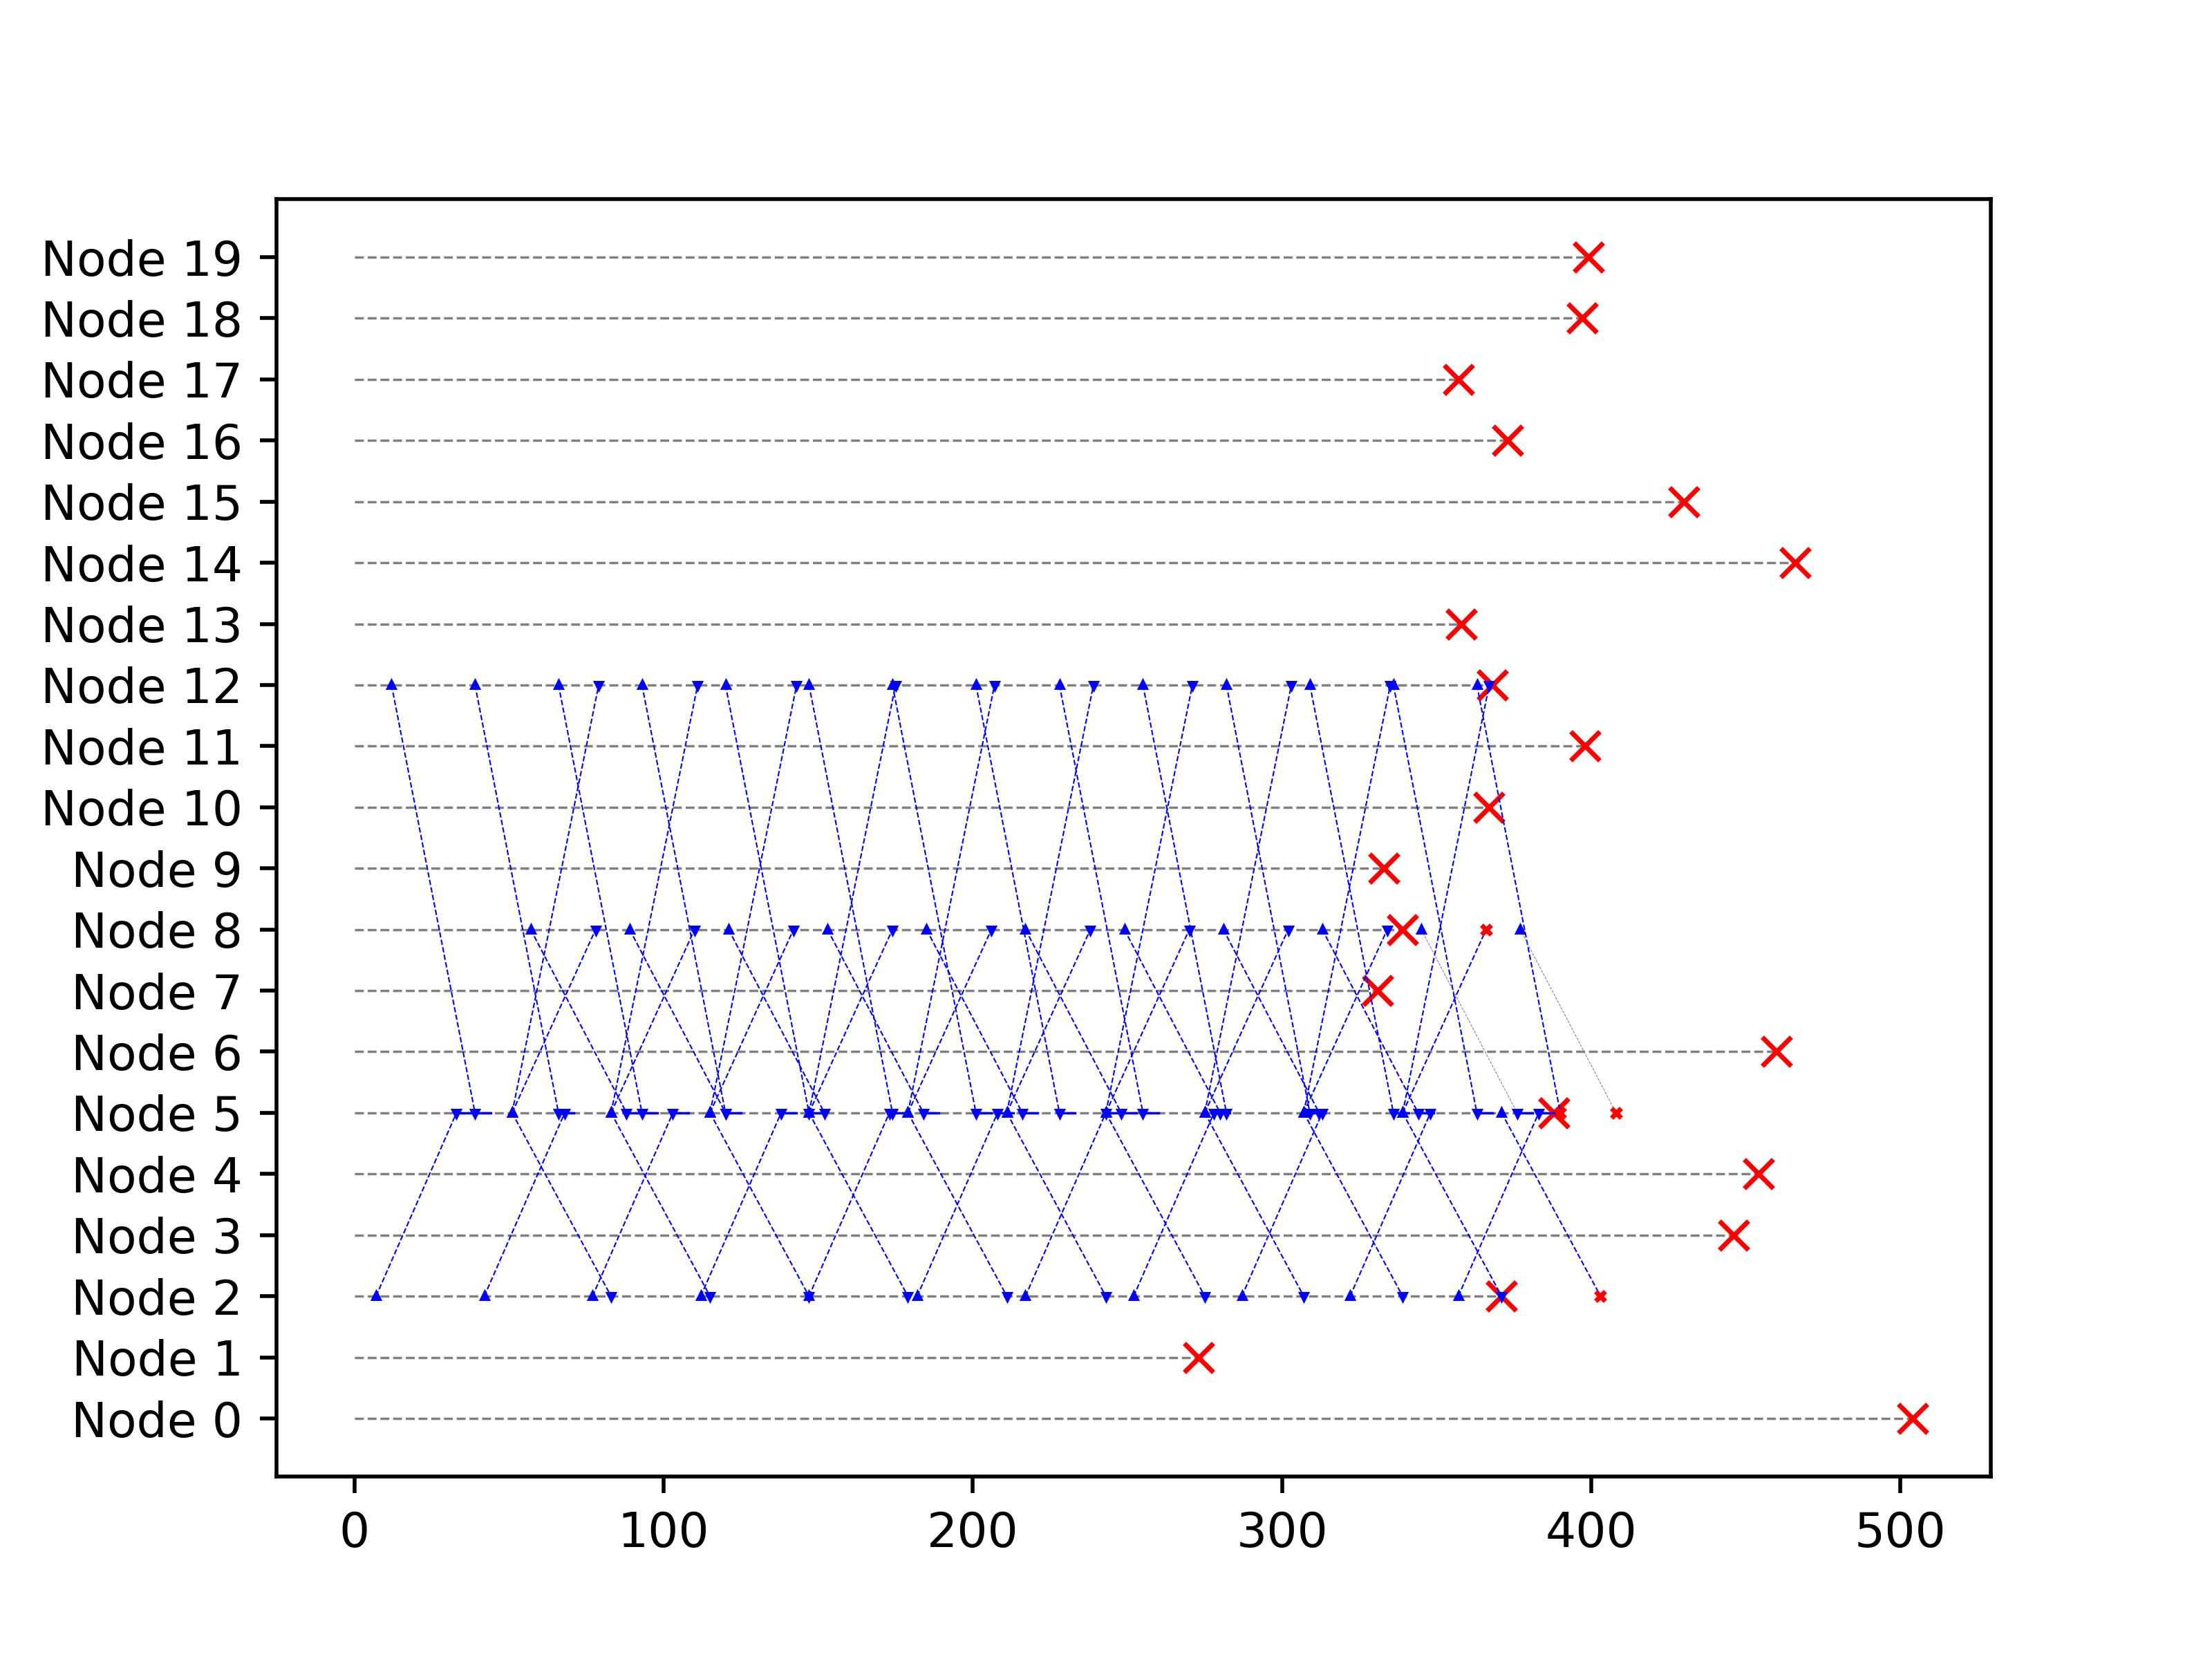 Node 19
Node 18
Node 17
Node 16
Node 15
Node 14
Node 13
Node 12
Node 11
Node 10
Node 9
Node 8
Node 7
Node 6
Node 5
Node 4
Node 3
Node 2
Node 1
Node 0
0 100 200 300 400 500